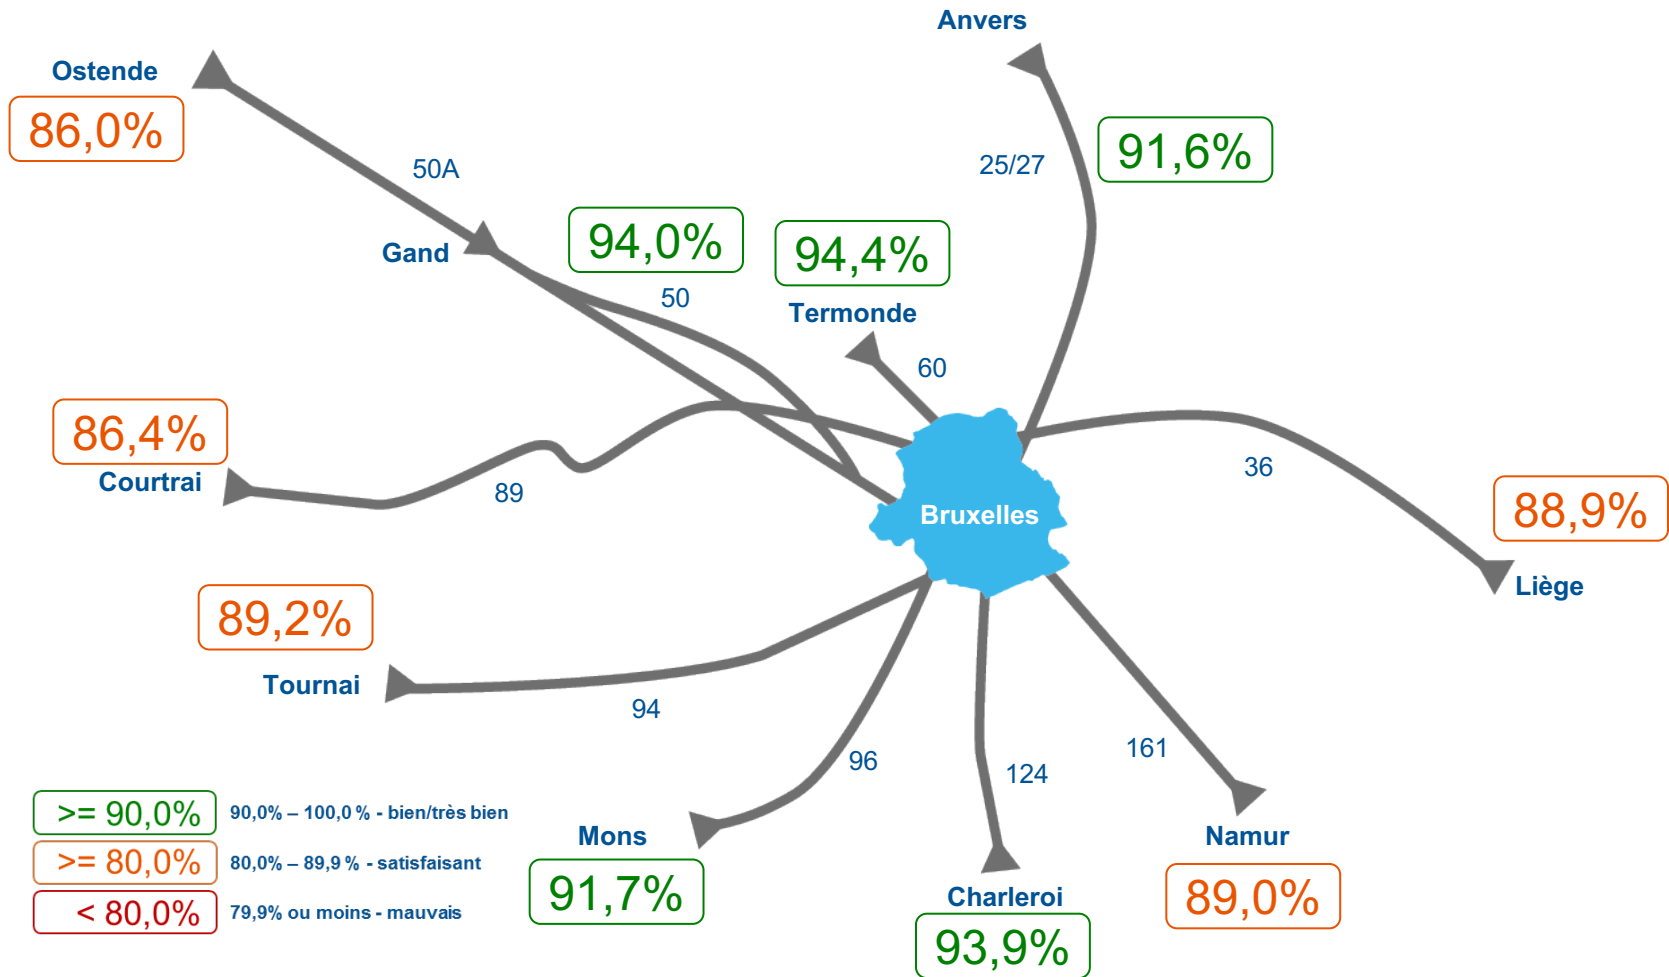 Anvers
Ostende
86,0%
91,6%
25/27
50A
94,0%
94,4%
Gand
50
Termonde
60
86,4%
Courtrai
89
36
88,9%
Bruxelles
Liège
89,2%
Tournai
94
96
124
161
>= 90,0% 90,0% – 100,0 % - bien/très bien
>= 80,0% 80,0% – 89,9 % - satisfaisant
< 80,0% 79,9% ou moins - mauvais
Mons
91,7%
Charleroi
93,9%
Namur
89,0%